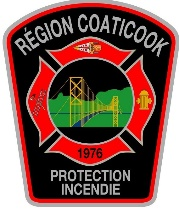 RÉGION COATICOOK
1976
PROTECTION
INCENDIE